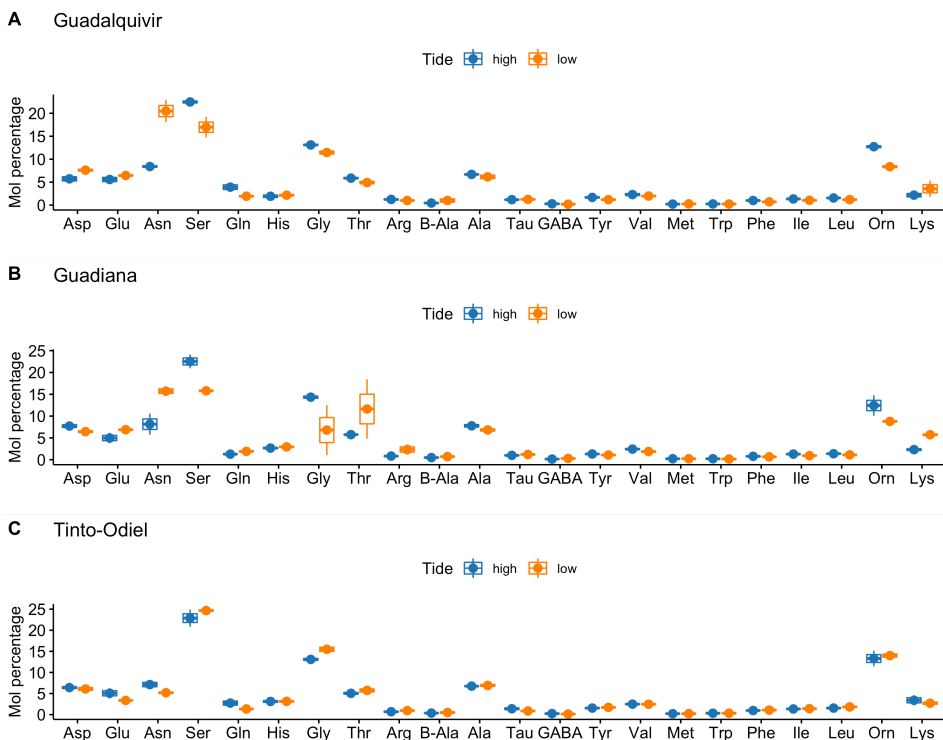 A Guadalquivir
Tide high low
Mol percentage
20
15
10
5
0
Asp Glu Asn Ser Gln His Gly Thr Arg B-Ala Ala Tau GABA Tyr Val Met Trp Phe Ile Leu Orn Lys
B Guadiana
Tide high low
Mol percentage
25
20
15
10
5
0
Asp Glu Asn Ser Gln His Gly Thr Arg B-Ala Ala Tau GABA Tyr Val Met Trp Phe Ile Leu Orn Lys
C Tinto-Odiel
Tide high low
Mol percentage
25
20
15
10
5
0
Asp Glu Asn Ser Gln His Gly Thr Arg B-Ala Ala Tau GABA Tyr Val Met Trp Phe Ile Leu Orn Lys